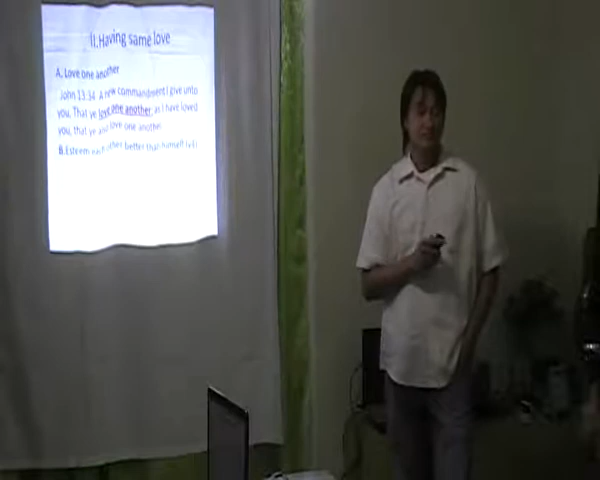 II.Having same love
A. Love one another
John 13:34 A new commandment I give unto
you, That ye love one another, as I have loved
you, that ye also love one another.
B.Esteem each other better than himself